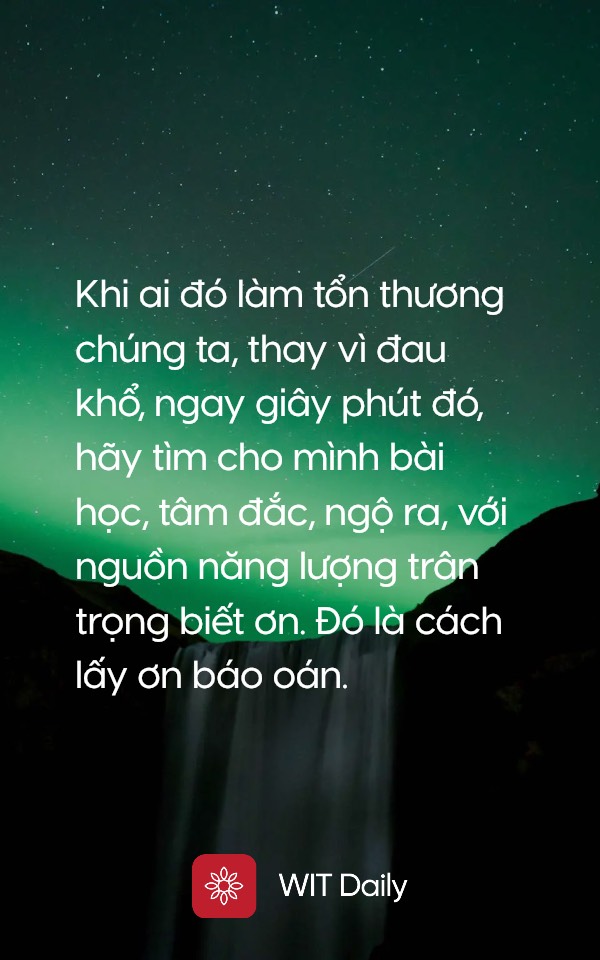 Khi ai đó làm tổn thương
chúng ta, thay vì đau
khổ, ngay giây phút đó,
hãy tìm cho mình bài
học, tâm đắc, ngộ ra, với
nguồn năng lượng trân
trọng biết ơn. Đó là cách
lấy ơn báo oán.
WIT Daily